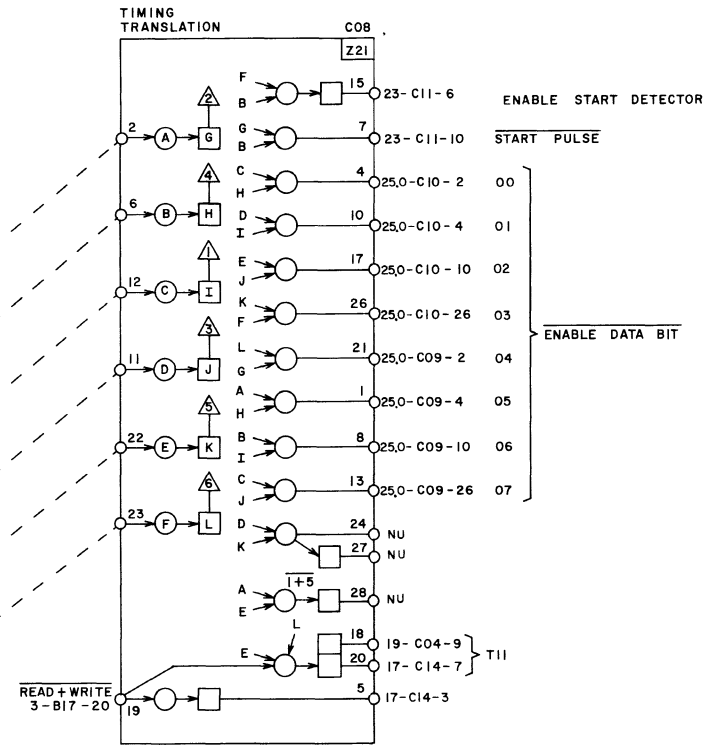 TIMING
TRANSLATION C08
Z21
F
B 15 23-C11-6 ENABLE START DETECTOR
2
2 A G
G
B 7 23-C11-10 START PULSE
4
6 B H
C
H 4 25.0-C10-2 00
D
I 10 25.0-C10-4 01
1
12 C I
E
J 17 25.0-C10-10 02
K
F 26 25.0-C10-26 03
3
11 D J
L
G 21 25.0-C09-2 04
ENABLE DATA BIT
A
H 1 25.0-C09-4 05
5
22 E K
B
I 8 25.0-C09-10 06
C
J 13 25.0-C09-26 07
6
23 F L
D
K 24 NU
27 NU
1+5
A
E 28 NU
L
E 18 19-C04-9
20 17-C14-7
T11
READ+WRITE
3-B17-20 19 5 17-C14-3